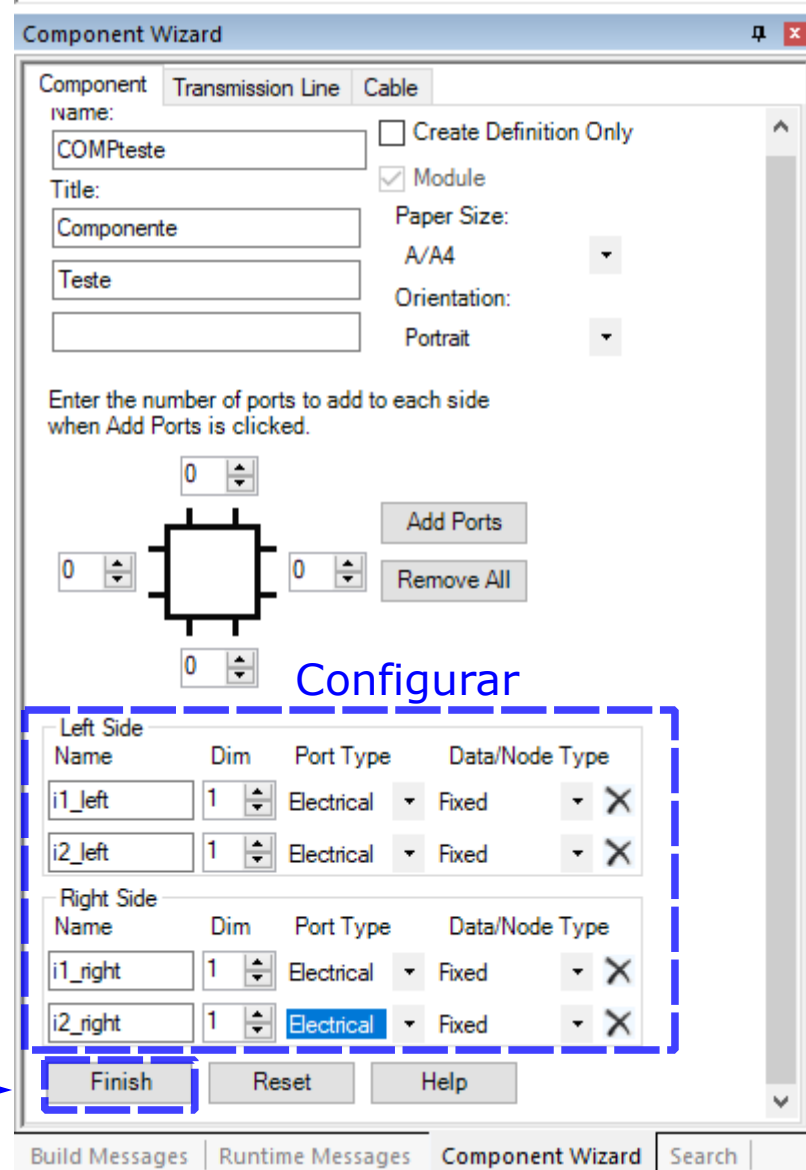 Component Wizard
Component Transmission Line Cable
Name:
COMPteste
Create Definition Only
Module
Title:
Componente
Paper Size:
A/A4
Teste
Orientation:
Portrait
Enter the number of ports to add to each side
when Add Ports is clicked.
0
Add Ports
0
0
Remove All
0
Configurar
Left Side
Name Dim Port Type Data/Node Type
i1_left 1 Electrical Fixed
i2_left 1 Electrical Fixed
Right Side
Name Dim Port Type Data/Node Type
i1_right 1 Electrical Fixed
i2_right 1 Electrical Fixed
Finish Reset Help
Build Messages Runtime Messages Component Wizard Search